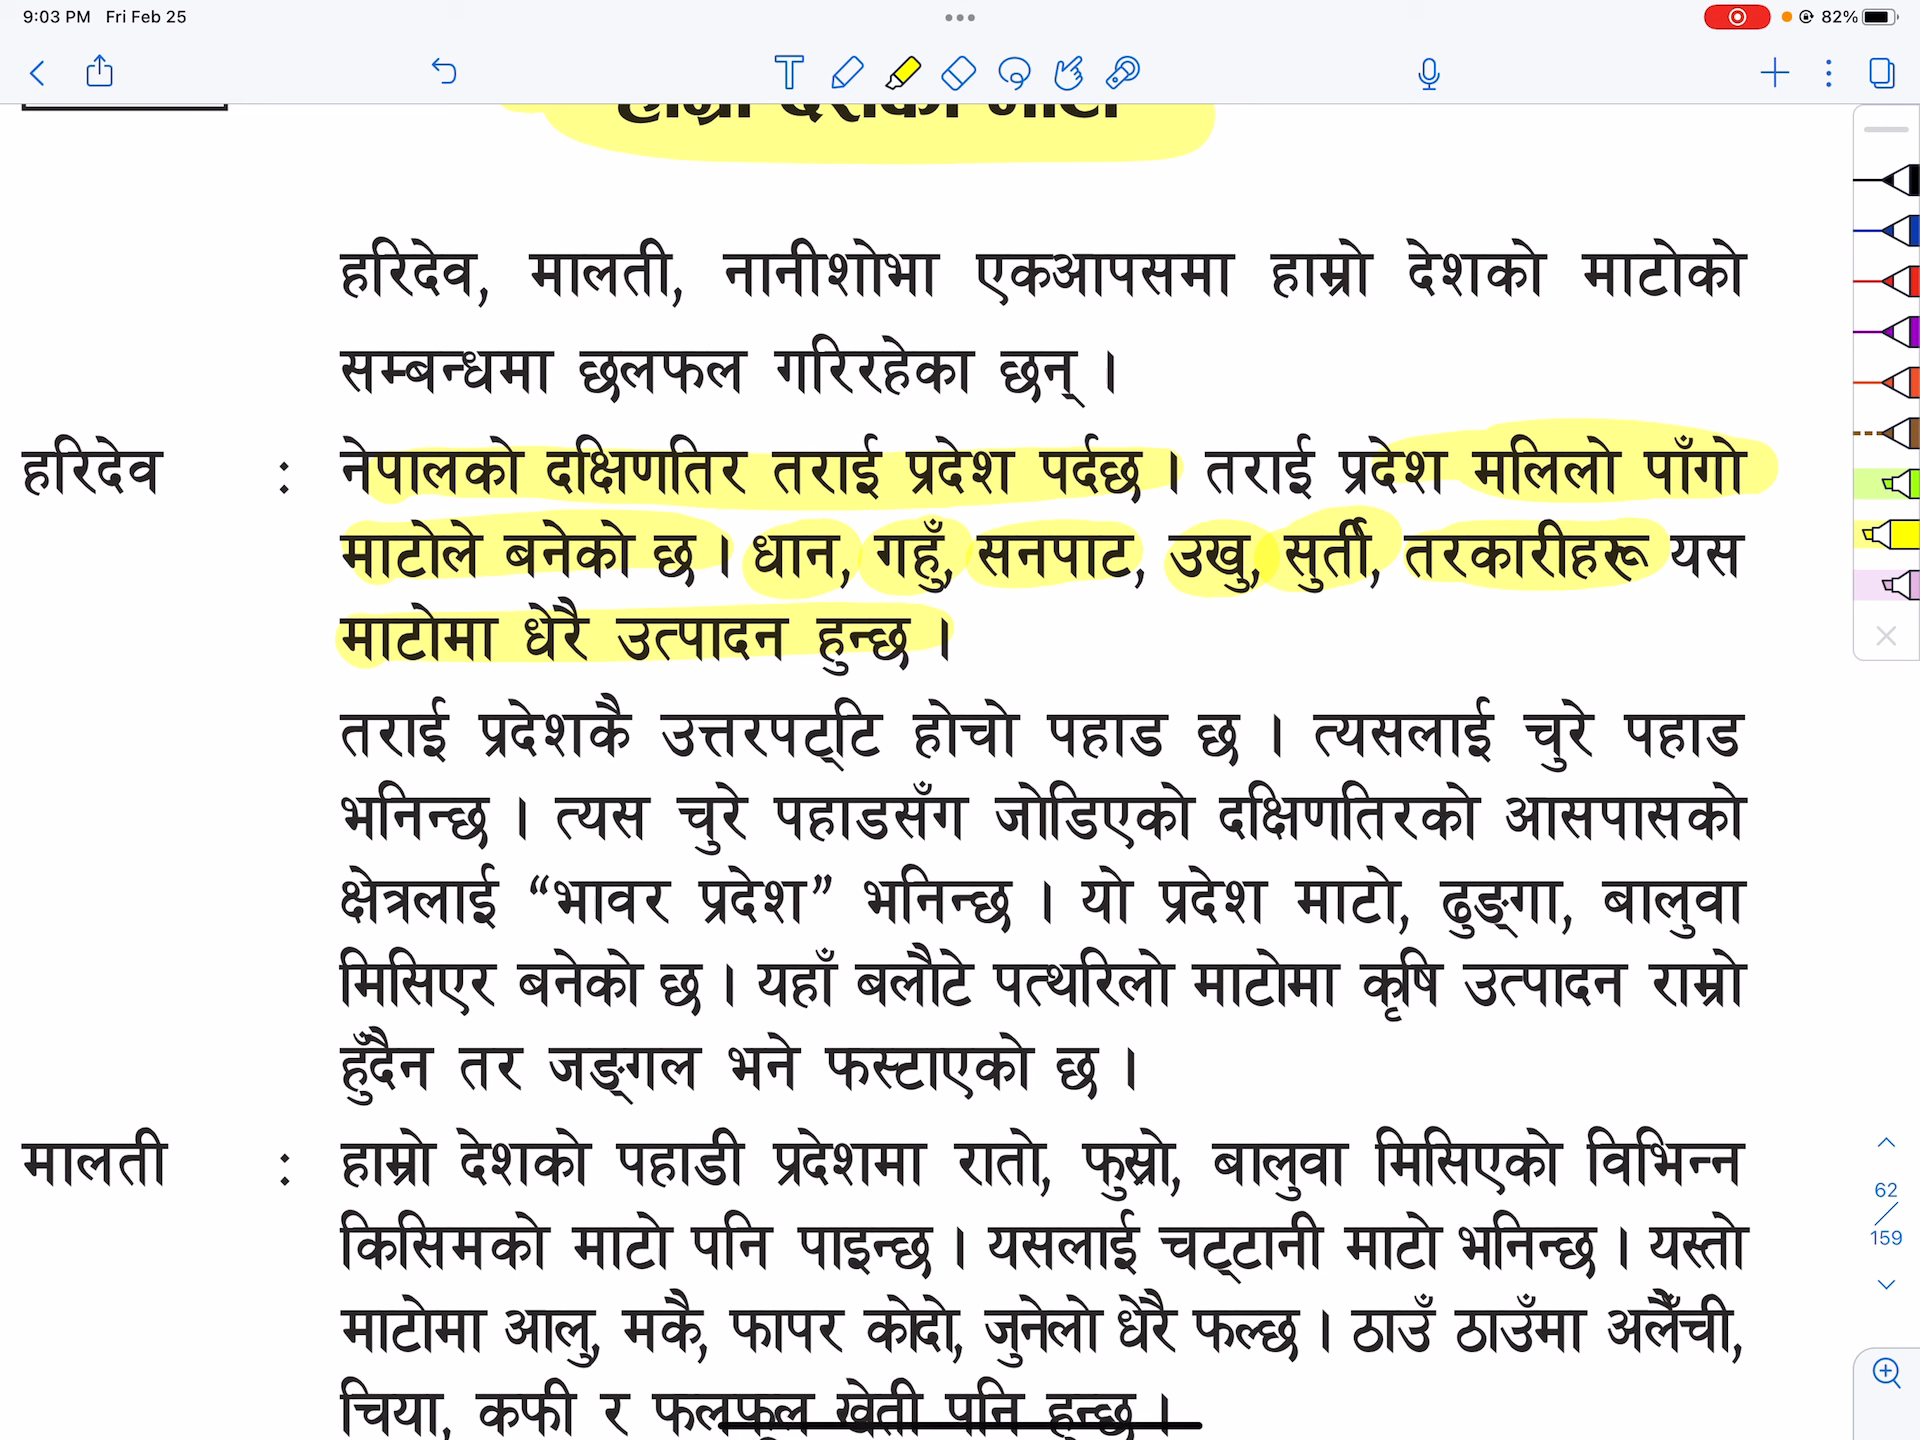 9:03 PM Fri Feb 25
82%
हाम्रो देशको माटो
हरिदेव, मालती, नानीशोभा एकआपसमा हाम्रो देशको माटोको
सम्बन्धमा छलफल गरिरहेका छन् ।
हरिदेव : नेपालको दक्षिणतिर तराई प्रदेश पर्दछ । तराई प्रदेश मलिलो पाँगो
माटोले बनेको छ । धान, गहुँ, सनपाट, उखु, सुर्ती, तरकारीहरू यस
माटोमा धेरै उत्पादन हुन्छ ।
तराई प्रदेशकै उत्तरपट्टि होचो पहाड छ । त्यसलाई चुरे पहाड
भनिन्छ । त्यस चुरे पहाडसँग जोडिएको दक्षिणतिरको आसपासको
क्षेत्रलाई “भावर प्रदेश” भनिन्छ । यो प्रदेश माटो, ढुङ्गा, बालुवा
मिसिएर बनेको छ । यहाँ बलौटे पत्थरिलो माटोमा कृषि उत्पादन राम्रो
हुँदैन तर जङ्गल भने फस्टाएको छ ।
मालती : हाम्रो देशको पहाडी प्रदेशमा रातो, फुस्रो, बालुवा मिसिएको विभिन्न
किसिमको माटो पनि पाइन्छ । यसलाई चट्टानी माटो भनिन्छ । यस्तो
माटोमा आलु, मकै, फापर कोदो, जुनेलो धेरै फल्छ । ठाउँ ठाउँमा अलैँची,
चिया, कफी र फलफूल खेती पनि हुन्छ ।
62
159